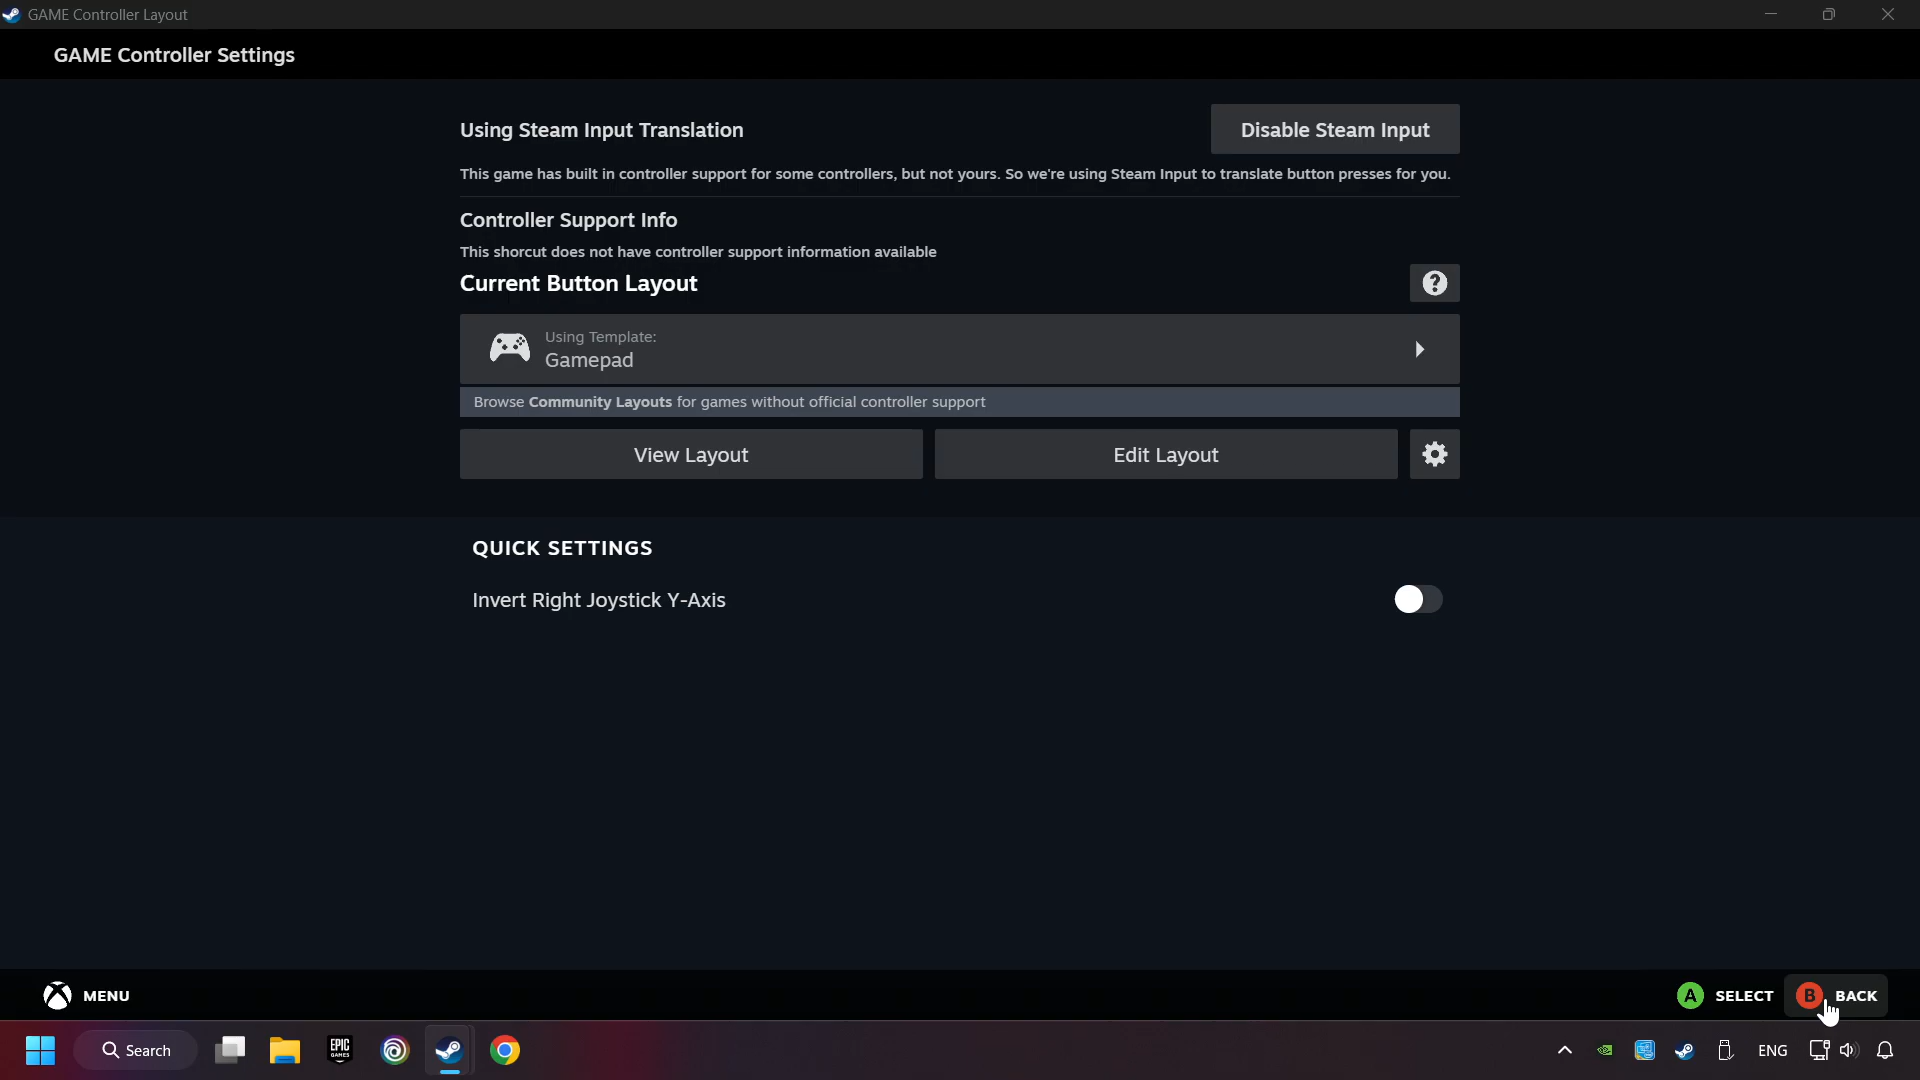 GAME Controller Layout
GAME Controller Settings
Using Steam Input Translation
Disable Steam Input
This game has built in controller support for some controllers, but not yours. So we're using Steam Input to translate button presses for you.
Controller Support Info
This shorcut does not have controller support information available
Current Button Layout
?
Using Template:
Gamepad
Browse Community Layouts for games without official controller support
View Layout
Edit Layout
QUICK SETTINGS
Invert Right Joystick Y-Axis
MENU
A SELECT
B BACK
Search
EPIC
GAMES
ENG